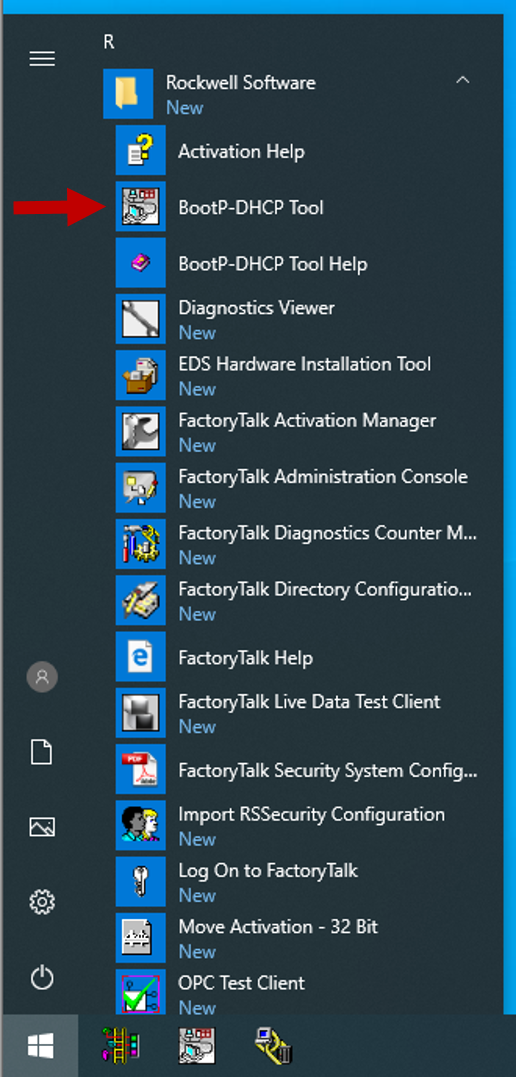 R
Rockwell Software
New
Activation Help
BootP-DHCP Tool
BootP-DHCP Tool Help
Diagnostics Viewer
New
EDS Hardware Installation Tool
New
FactoryTalk Activation Manager
New
FactoryTalk Administration Console
New
FactoryTalk Diagnostics Counter M...
New
FactoryTalk Directory Configuratio...
New
FactoryTalk Help
FactoryTalk Live Data Test Client
New
PDF
FactoryTalk Security System Config...
Import RSSecurity Configuration
New
Log On to FactoryTalk
New
Move Activation - 32 Bit
New
OPC Test Client
New